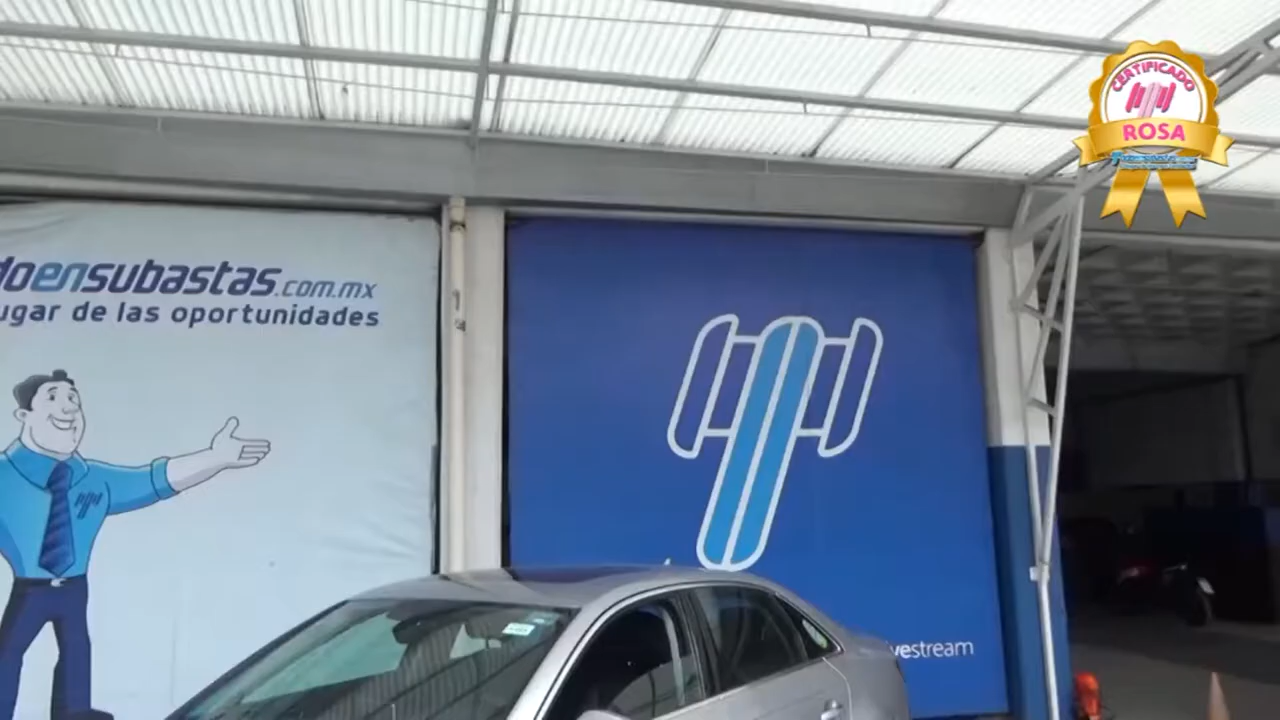 CERTIFICADO
ROSA
doensubastas.com.mx
ugar de las oportunidades
vestream